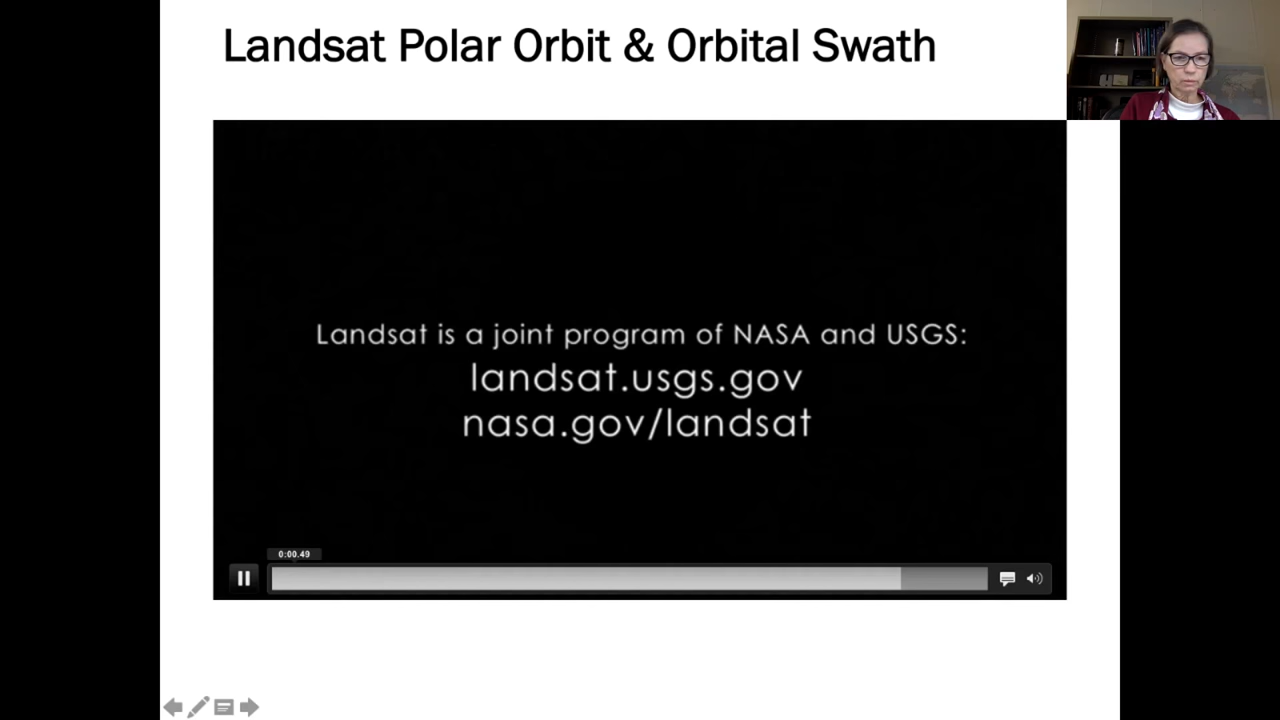 Landsat Polar Orbit & Orbital Swath
Landsat is a joint program of NASA and USGS:
landsat.usgs.gov
nasa.gov/landsat
0:00.49